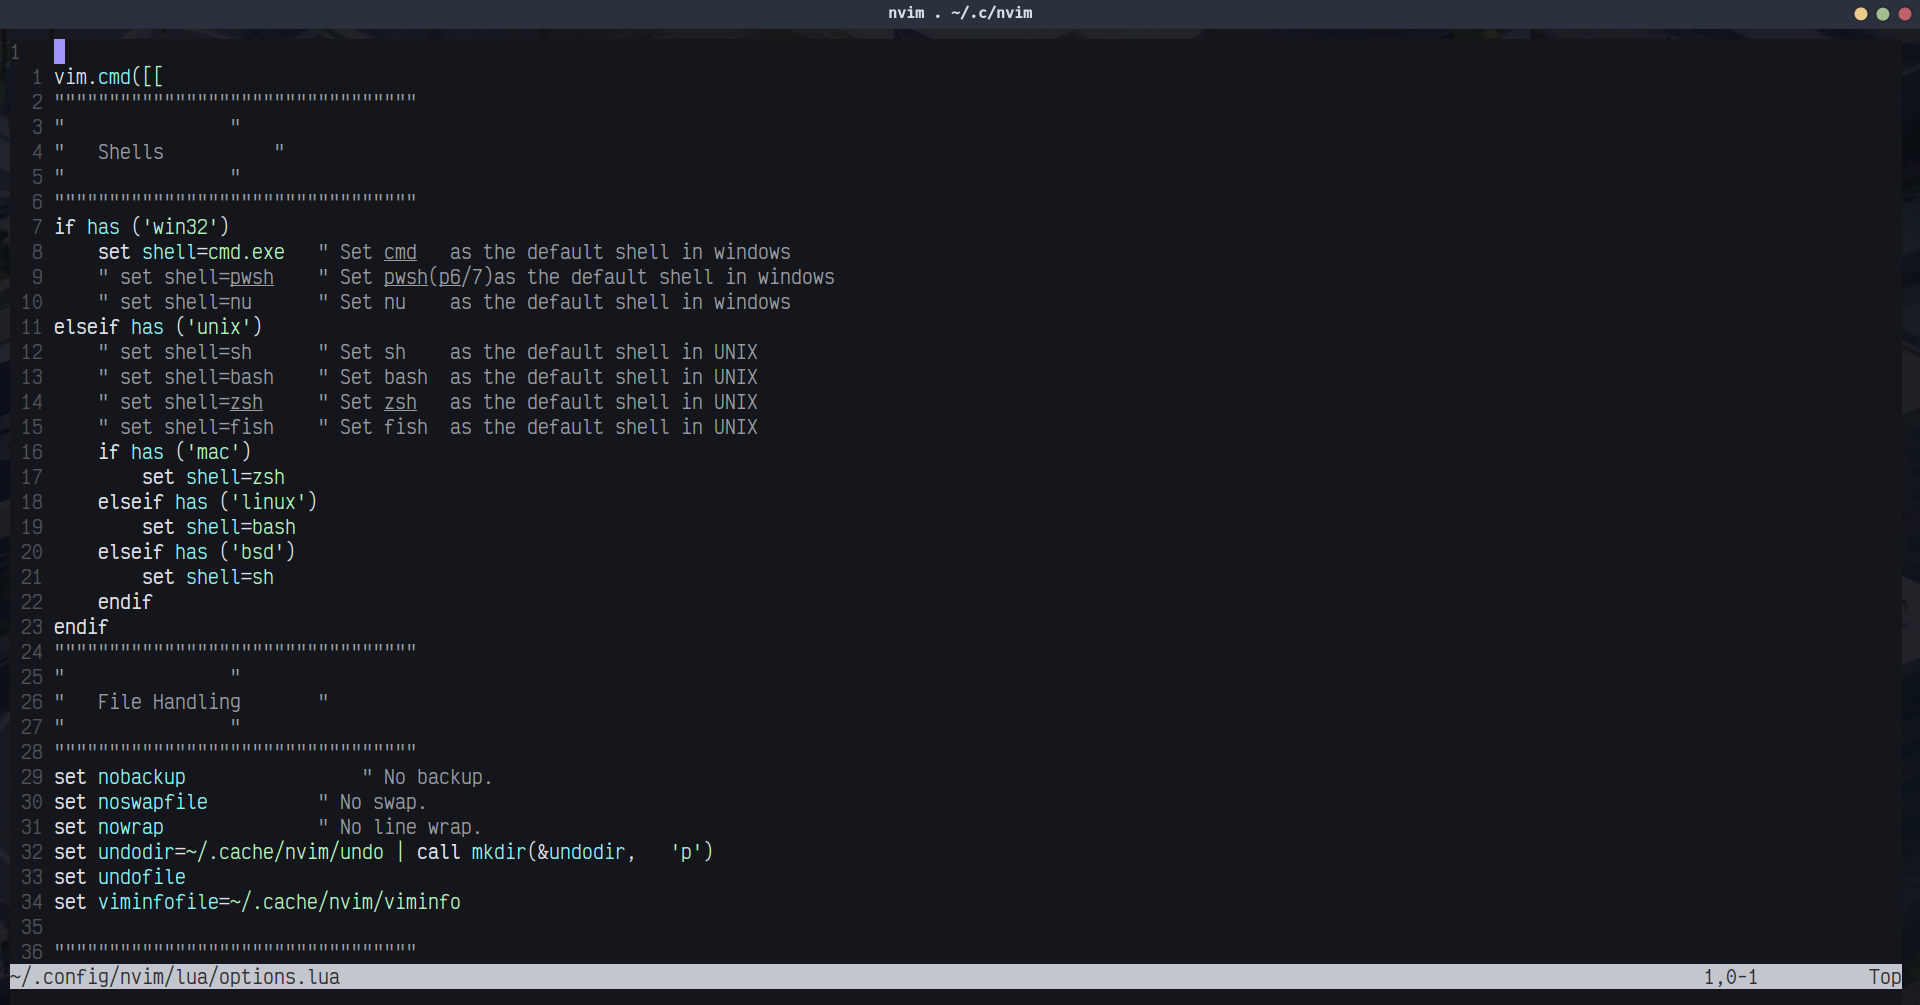 nvim . ~/.c/nvim
1
1 vim.cmd([[
2 """""""""""""""""""""""""""""""""
3 "               "
4 "   Shells          "
5 "               "
6 """""""""""""""""""""""""""""""""
7 if has ('win32')
8     set shell=cmd.exe   " Set cmd   as the default shell in windows
9     " set shell=pwsh    " Set pwsh(p6/7)as the default shell in windows
10     " set shell=nu      " Set nu    as the default shell in windows
11 elseif has ('unix')
12     " set shell=sh      " Set sh    as the default shell in UNIX
13     " set shell=bash    " Set bash  as the default shell in UNIX
14     " set shell=zsh     " Set zsh   as the default shell in UNIX
15     " set shell=fish    " Set fish  as the default shell in UNIX
16     if has ('mac')
17         set shell=zsh
18     elseif has ('linux')
19         set shell=bash
20     elseif has ('bsd')
21         set shell=sh
22     endif
23 endif
24 """""""""""""""""""""""""""""""""
25 "               "
26 "   File Handling       "
27 "               "
28 """""""""""""""""""""""""""""""""
29 set nobackup                " No backup.
30 set noswapfile          " No swap.
31 set nowrap              " No line wrap.
32 set undodir=~/.cache/nvim/undo | call mkdir(&undodir,   'p')
33 set undofile
34 set viminfofile=~/.cache/nvim/viminfo
35
36 """""""""""""""""""""""""""""""""
~/.config/nvim/lua/options.lua 1,0-1 Top